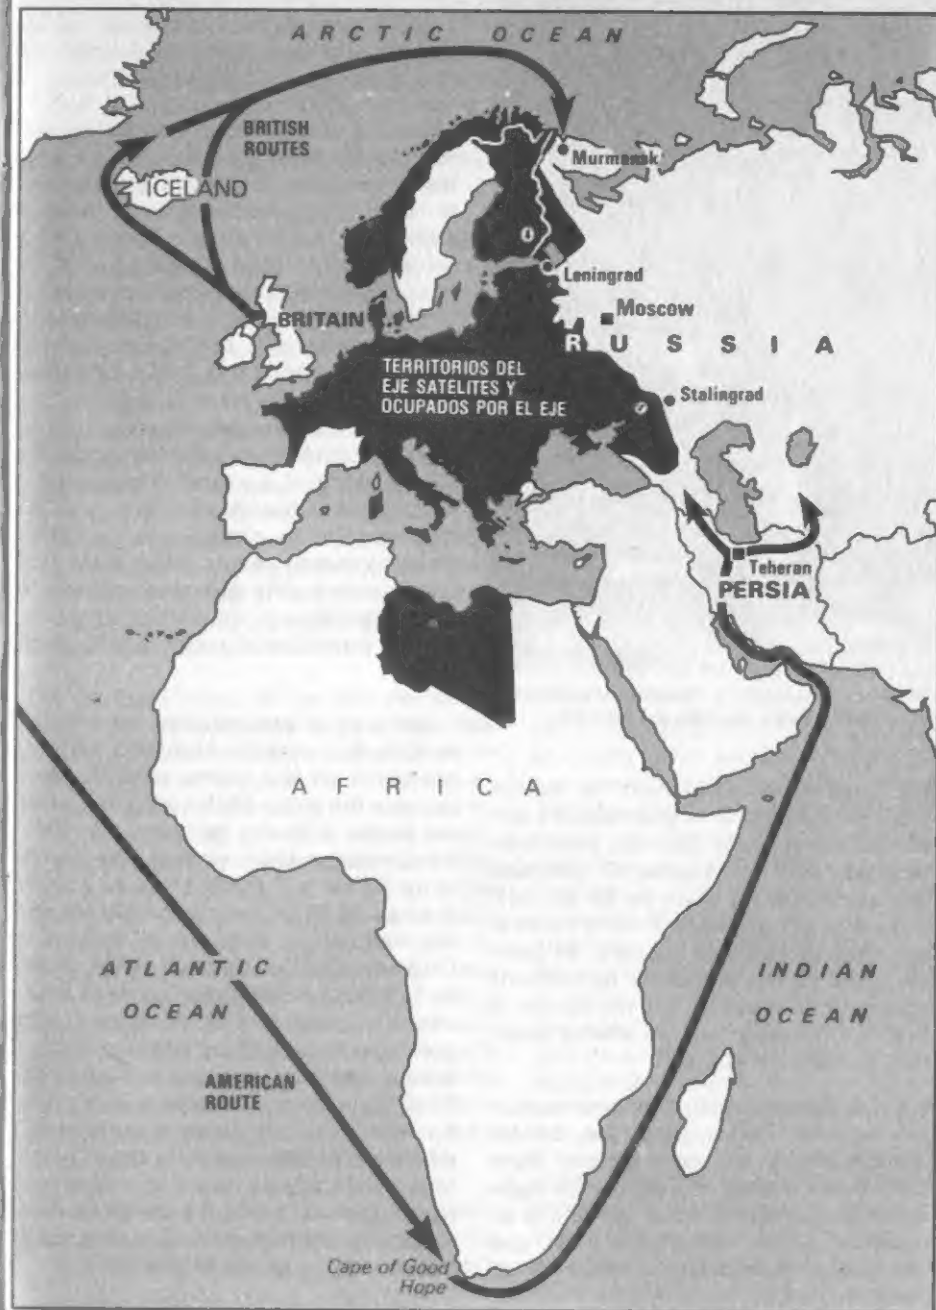 ARCTIC OCEAN
BRITISH
ROUTES
Murmansk
ICELAND
Leningrad
BRITAIN
Moscow
RUSSIA
TERRITORIOS DEL
EJE SATELITES Y
OCUPADOS POR EL EJE
Stalingrad
Teheran
PERSIA
AFRICA
ATLANTIC
OCEAN
INDIAN
OCEAN
AMERICAN
ROUTE
Cape of Good
Hope